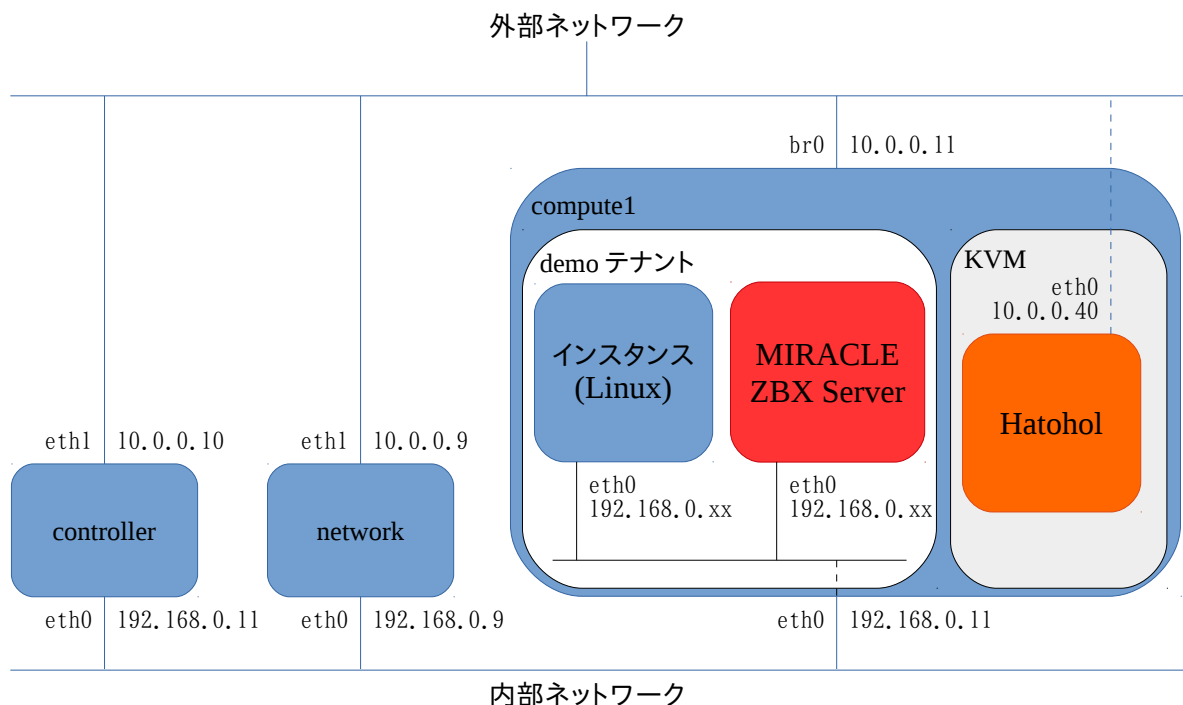 外部ネットワーク
br0 10.0.0.11
compute1
demo テナント
KVM
eth0
10.0.0.40
インスタンス
(Linux)
MIRACLE
ZBX Server
Hatohol
eth1 10.0.0.10
eth1 10.0.0.9
eth0
192.168.0.xx
eth0
192.168.0.xx
controller
network
eth0 192.168.0.11
eth0 192.168.0.9
eth0 192.168.0.11
内部ネットワーク